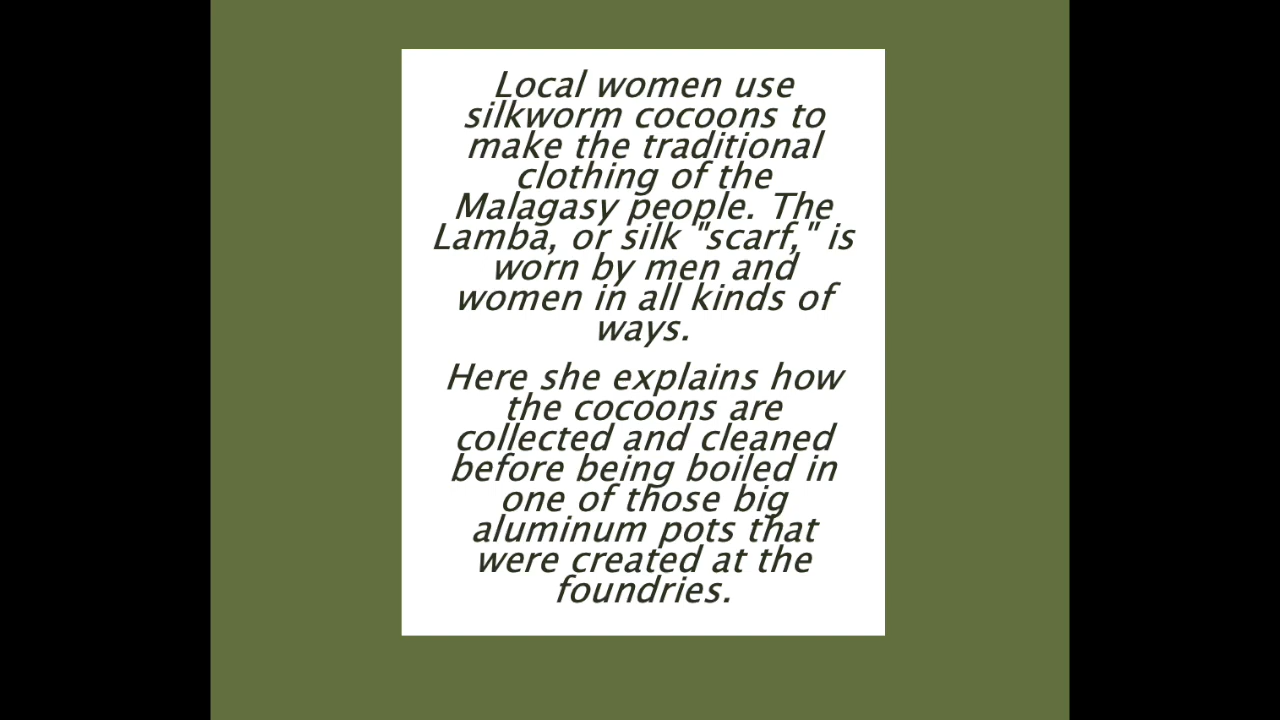 Local women use
silkworm cocoons to
make the traditional
clothing of the
Malagasy people. The
Lamba, or silk "scarf," is
worn by men and
women in all kinds of
ways.
Here she explains how
the cocoons are
collected and cleaned
before being boiled in
one of those big
aluminum pots that
were created at the
foundries.